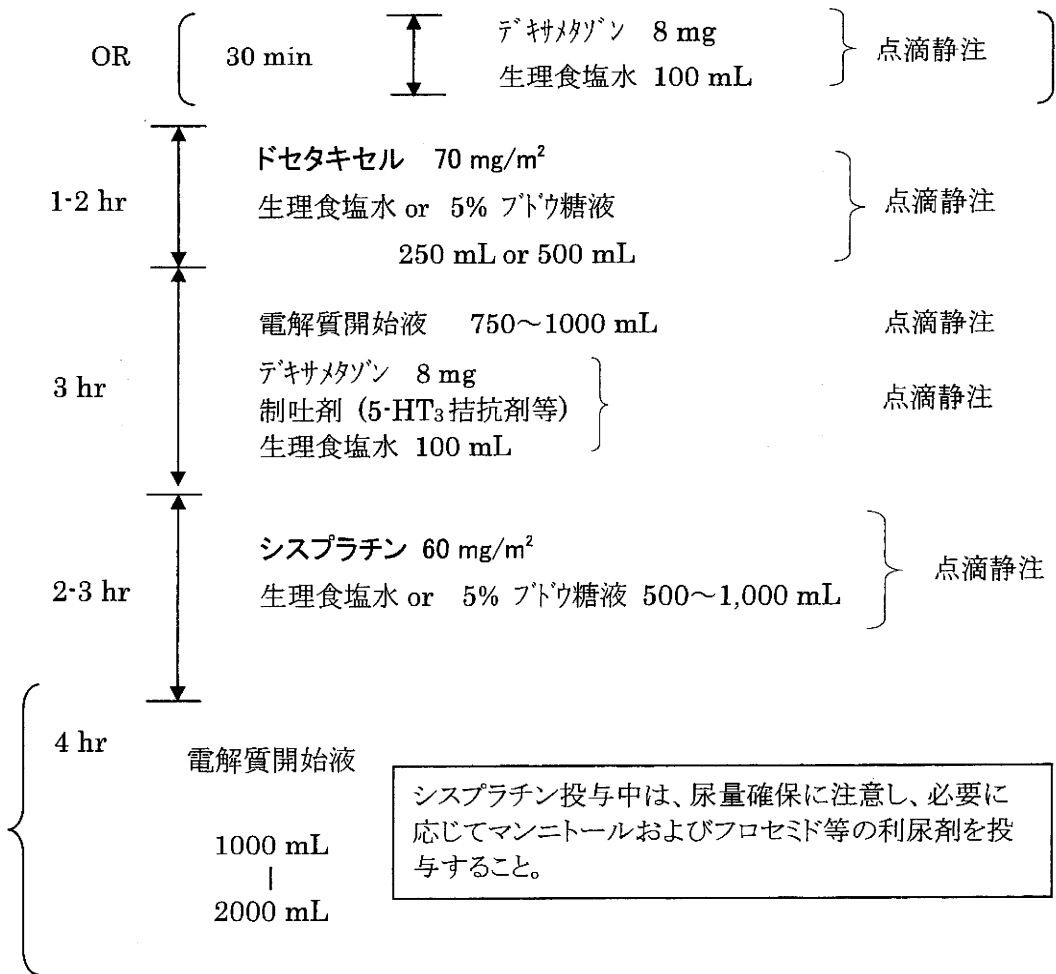 OR 30 min デキサメタゾン 8 mg 点滴静注
生理食塩水 100 mL
ドセタキセル 70 mg/m²
1-2 hr 生理食塩水 or 5% ブドウ糖液 点滴静注
250 mL or 500 mL
電解質開始液 750～1000 mL 点滴静注
3 hr デキサメタゾン 8 mg 点滴静注
制吐剤 (5-HT₃拮抗剤等)
生理食塩水 100 mL
シスプラチン 60 mg/m² 点滴静注
2-3 hr 生理食塩水 or 5% ブドウ糖液 500～1,000 mL
4 hr 電解質開始液
1000 mL
|
2000 mL
シスプラチン投与中は、尿量確保に注意し、必要に
応じてマンニトールおよびフロセミド等の利尿剤を投
与すること。